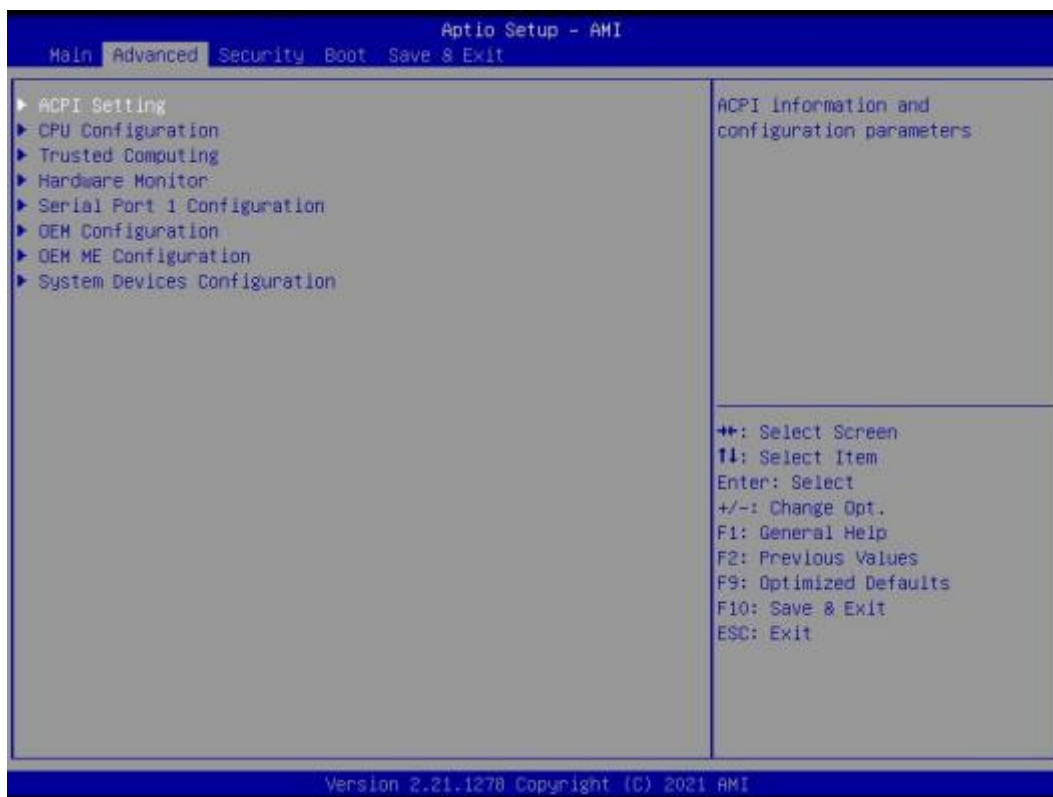 Aptio Setup - AMI
Main Advanced Security Boot Save & Exit
ACPI Setting
CPU Configuration
Trusted Computing
Hardware Monitor
Serial Port 1 Configuration
OEM Configuration
OEM ME Configuration
System Devices Configuration
ACPI information and
configuration parameters
→←: Select Screen
↑↓: Select Item
Enter: Select
+/-: Change Opt.
F1: General Help
F2: Previous Values
F9: Optimized Defaults
F10: Save & Exit
ESC: Exit
Version 2.21.1278 Copyright (C) 2021 AMI